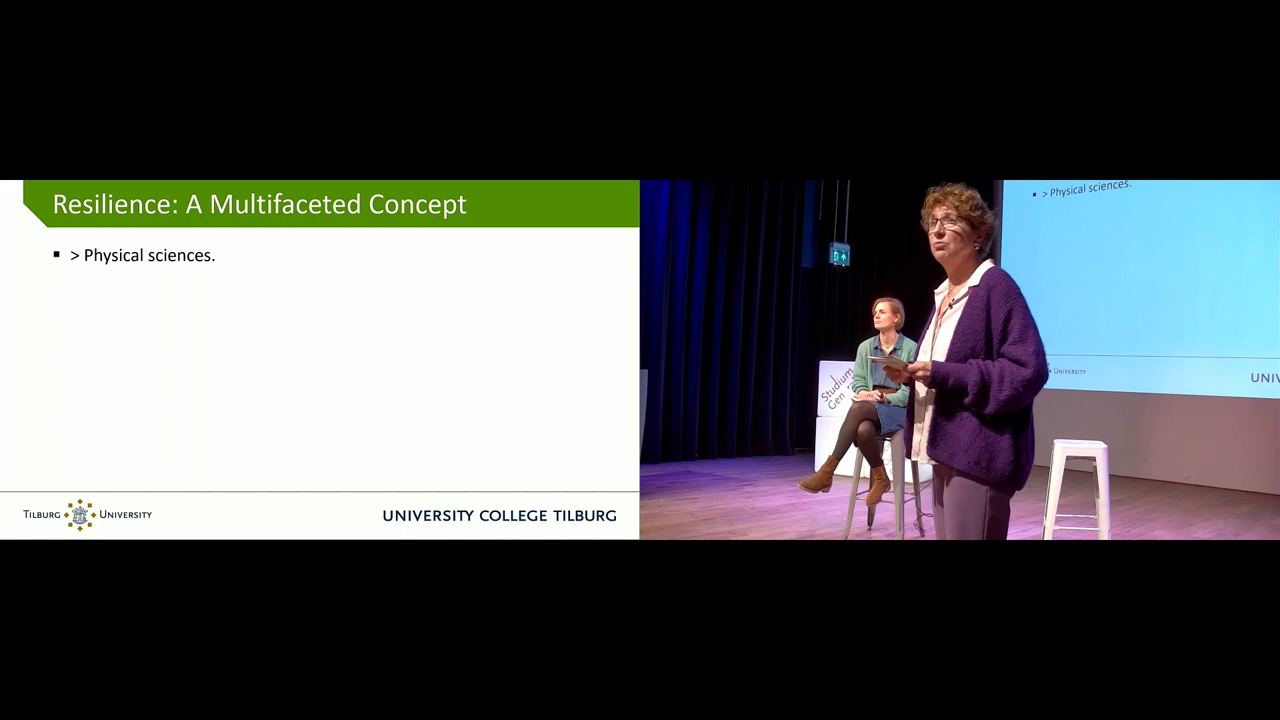 Resilience: A Multifaceted Concept
▪ > Physical sciences.
TILBURG UNIVERSITY
UNIVERSITY COLLEGE TILBURG
▪ > Physical sciences.
Studium
Gen
UNIVERSITY
UNIV